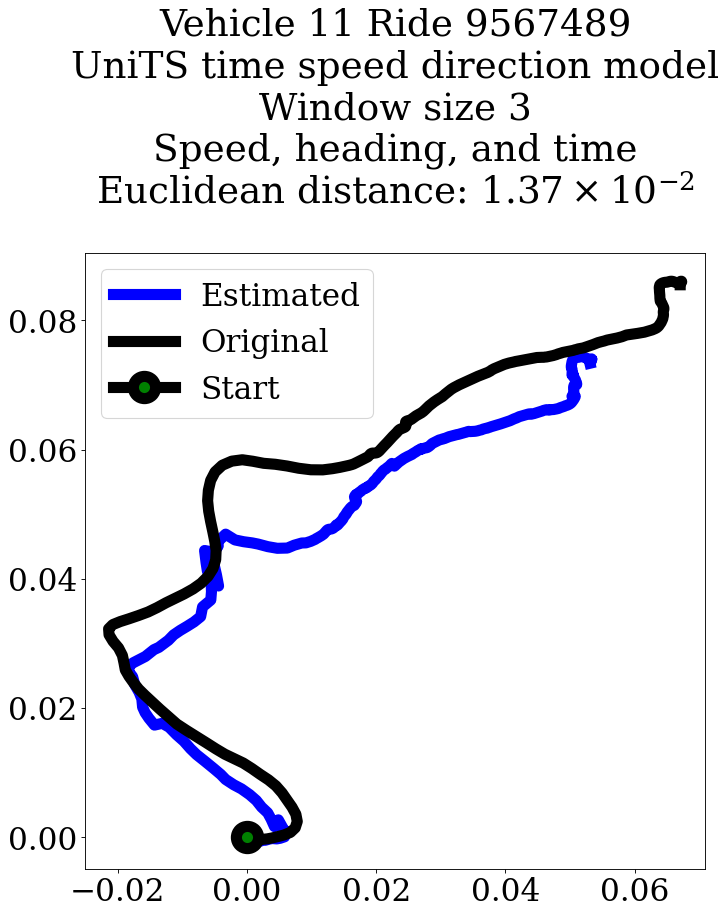 Vehicle 11 Ride 9567489
UniTS time speed direction model
Window size 3
Speed, heading, and time
Euclidean distance: 1.37 × 10⁻²
Estimated
Original
Start
0.08
0.06
0.04
0.02
0.00
−0.02 0.00 0.02 0.04 0.06